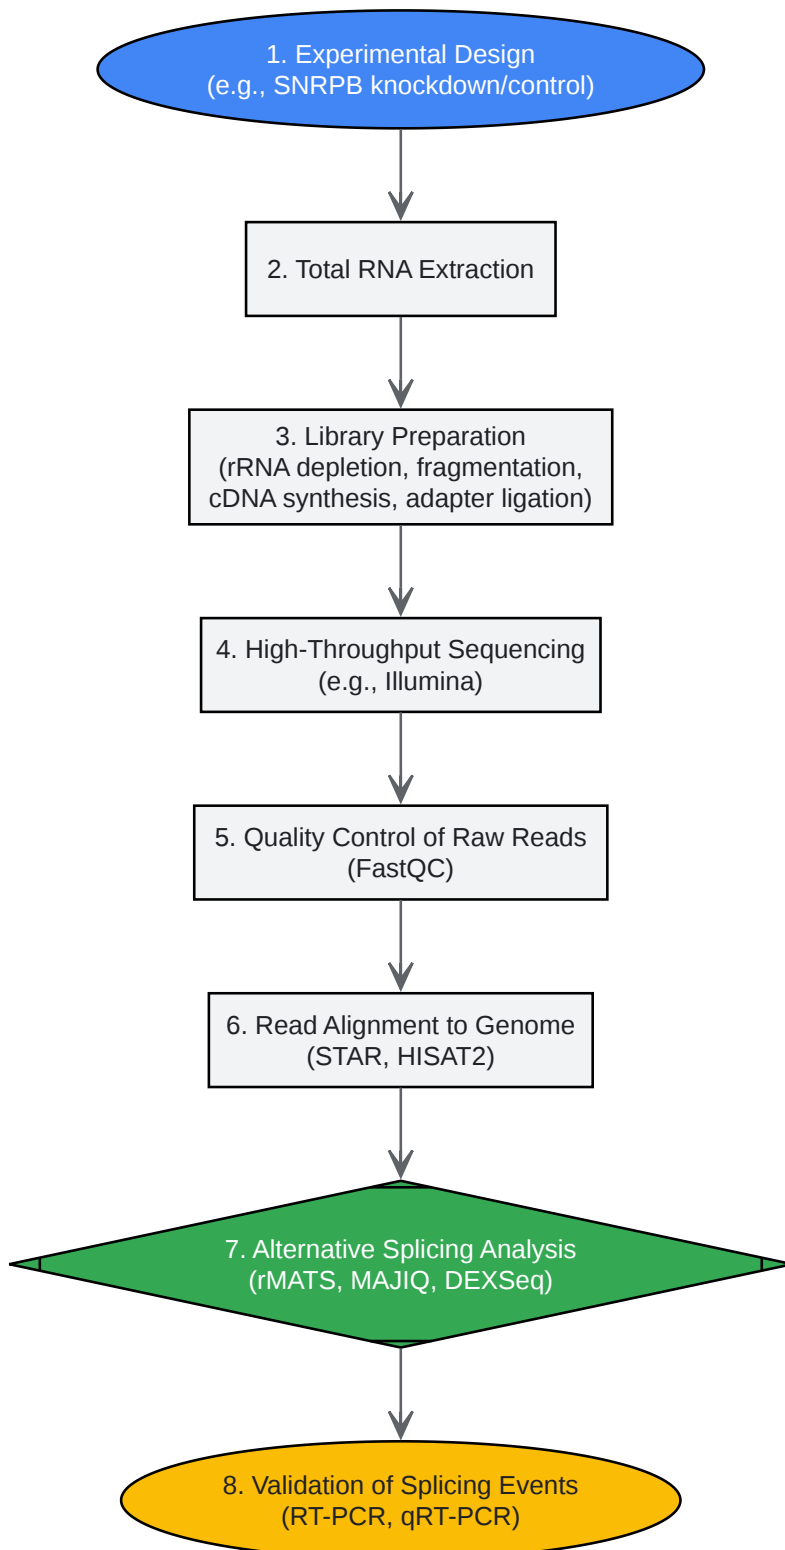 1. Experimental Design
(e.g., SNRPB knockdown/control)
2. Total RNA Extraction
3. Library Preparation
(rRNA depletion, fragmentation,
cDNA synthesis, adapter ligation)
4. High-Throughput Sequencing
(e.g., Illumina)
5. Quality Control of Raw Reads
(FastQC)
6. Read Alignment to Genome
(STAR, HISAT2)
7. Alternative Splicing Analysis
(rMATS, MAJIQ, DEXSeq)
8. Validation of Splicing Events
(RT-PCR, qRT-PCR)